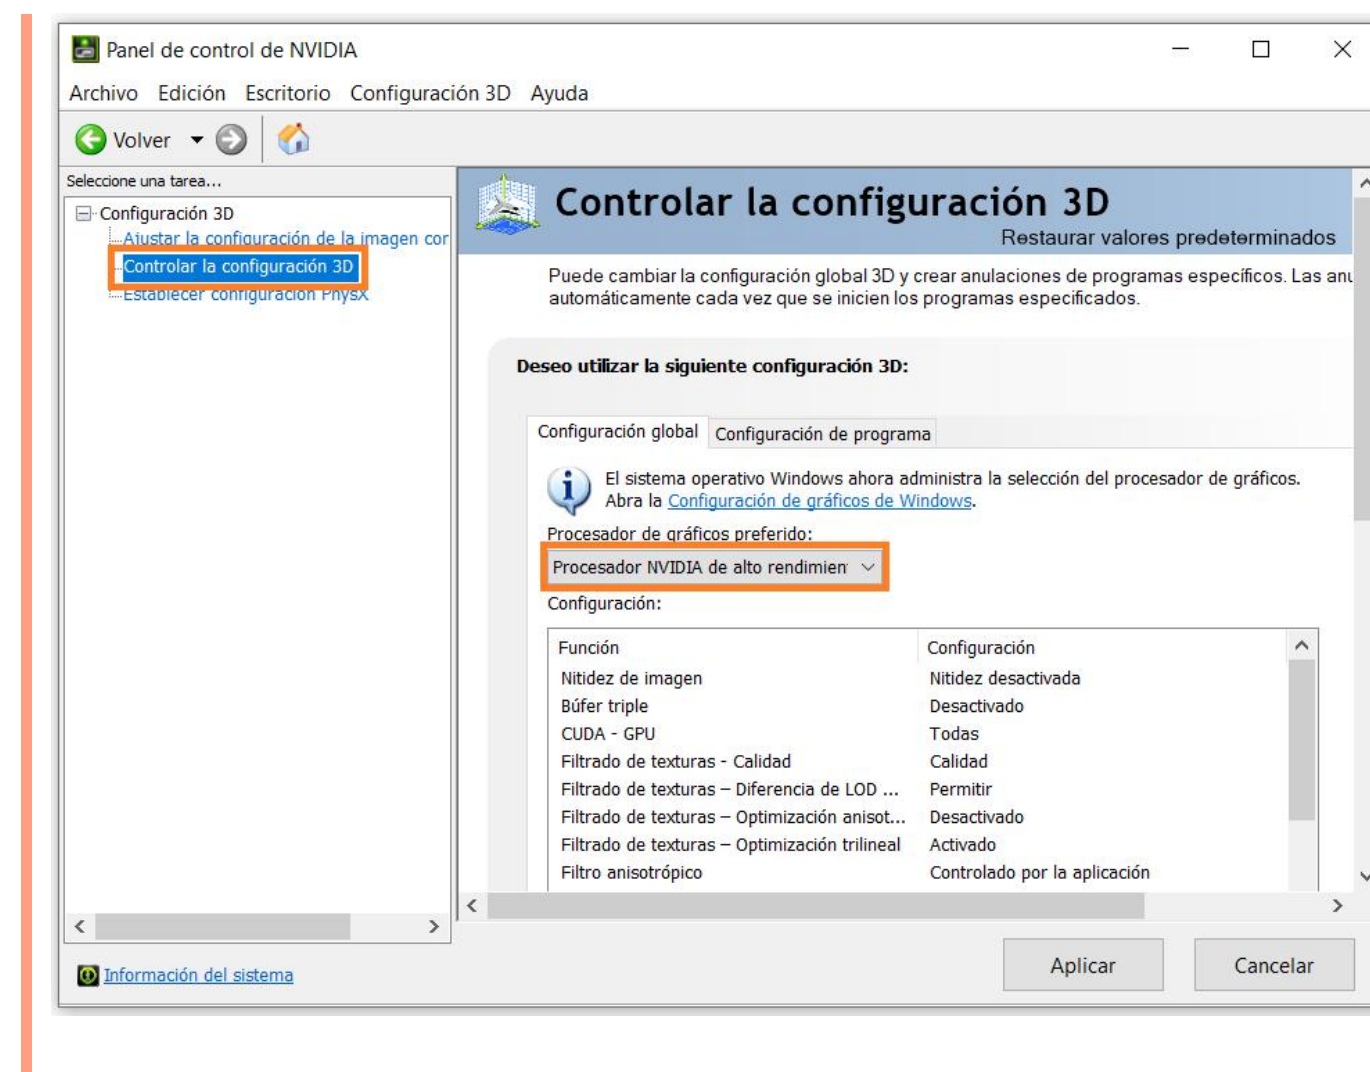 Panel de control de NVIDIA
Archivo Edición Escritorio Configuración 3D Ayuda
Volver
Seleccione una tarea...
Configuración 3D
Ajustar la configuración de la imagen cor
Controlar la configuración 3D
Establecer configuración PhysX
Controlar la configuración 3D
Restaurar valores predeterminados
Puede cambiar la configuración global 3D y crear anulaciones de programas específicos. Las anu
automáticamente cada vez que se inicien los programas especificados.
Deseo utilizar la siguiente configuración 3D:
Configuración global Configuración de programa
El sistema operativo Windows ahora administra la selección del procesador de gráficos.
Abra la Configuración de gráficos de Windows.
Procesador de gráficos preferido:
Procesador NVIDIA de alto rendimien
Configuración:
Función Configuración
Nitidez de imagen Nitidez desactivada
Búfer triple Desactivado
CUDA - GPU Todas
Filtrado de texturas - Calidad Calidad
Filtrado de texturas – Diferencia de LOD ... Permitir
Filtrado de texturas – Optimización anisot... Desactivado
Filtrado de texturas – Optimización trilineal Activado
Filtro anisotrópico Controlado por la aplicación
Información del sistema
Aplicar Cancelar